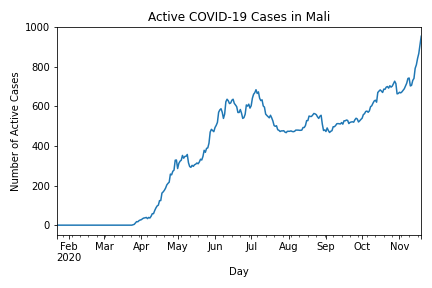 Active COVID-19 Cases in Mali
Number of Active Cases
1000
800
600
400
200
0
Feb Mar Apr May Jun Jul Aug Sep Oct Nov
2020
Day